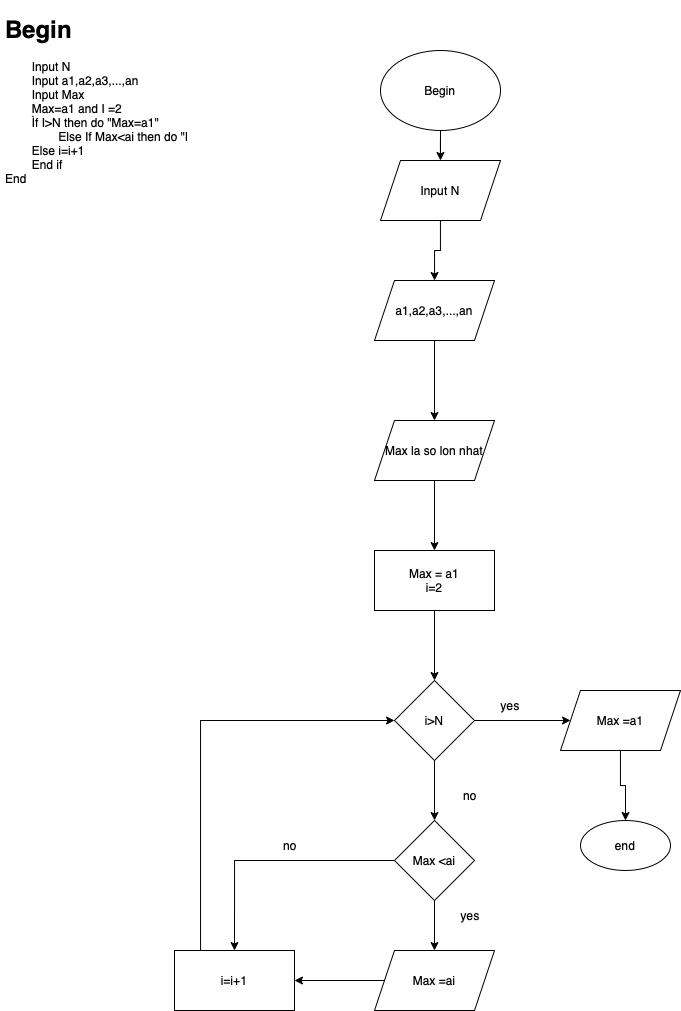 Begin
Input N
Input a1,a2,a3,...,an
Input Max
Max=a1 and I =2
Ìf I>N then do "Max=a1"
Else If Max<ai then do "I
Else i=i+1
End if
End
Begin
Input N
a1,a2,a3,...,an
Max la so lon nhat
Max = a1
i=2
i>N
yes
Max =a1
no
end
Max <ai
no
yes
i=i+1
Max =ai